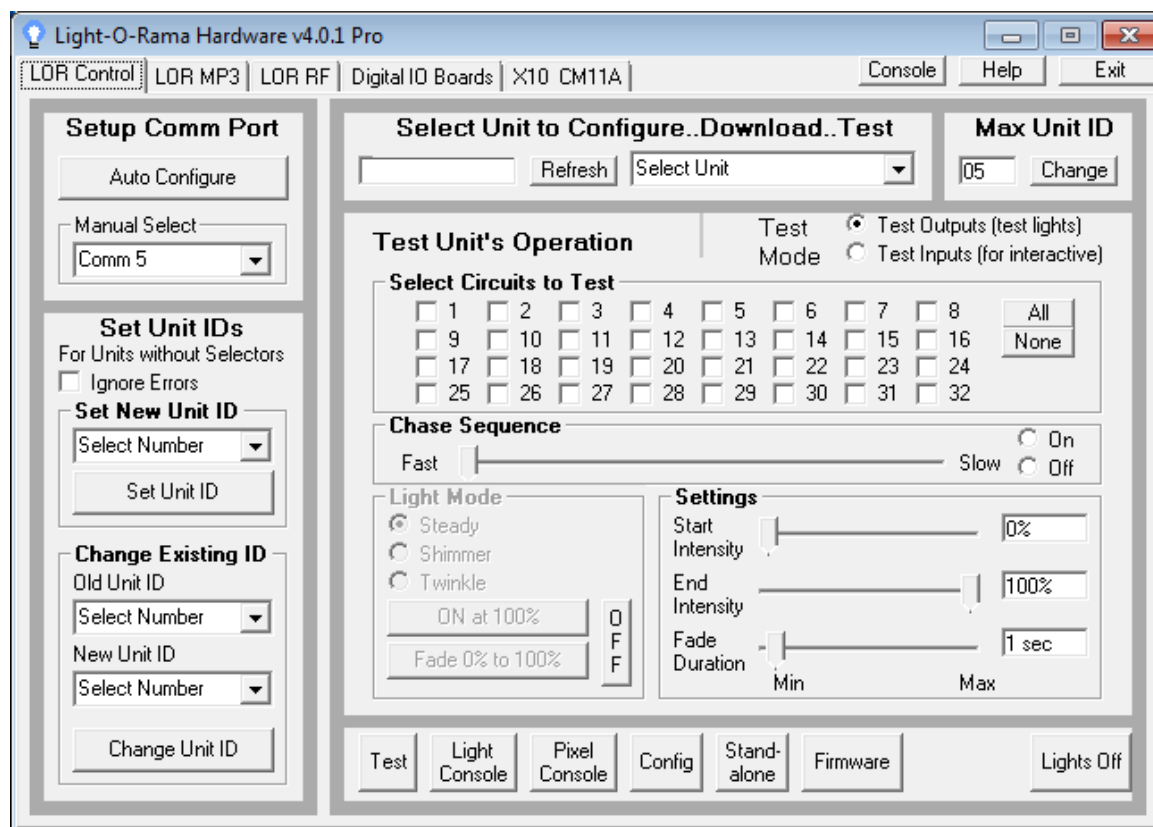 Light-O-Rama Hardware v4.0.1 Pro
LOR Control LOR MP3 LOR RF Digital IO Boards X10 CM11A Console Help Exit
Setup Comm Port
Auto Configure
Manual Select
Comm 5
Set Unit IDs
For Units without Selectors
Ignore Errors
Set New Unit ID
Select Number
Set Unit ID
Change Existing ID
Old Unit ID
Select Number
New Unit ID
Select Number
Change Unit ID
Select Unit to Configure..Download..Test
Refresh Select Unit
Max Unit ID
05 Change
Test Unit's Operation
Test Mode
Test Outputs (test lights)
Test Inputs (for interactive)
Select Circuits to Test
1 2 3 4 5 6 7 8 All
9 10 11 12 13 14 15 16 None
17 18 19 20 21 22 23 24
25 26 27 28 29 30 31 32
Chase Sequence
Fast Slow
On
Off
Light Mode
Steady
Shimmer
Twinkle
ON at 100%
Fade 0% to 100%
OFF
Settings
Start Intensity 0%
End Intensity 100%
Fade Duration 1 sec
Min Max
Test
Light Console
Pixel Console
Config
Stand-alone
Firmware
Lights Off